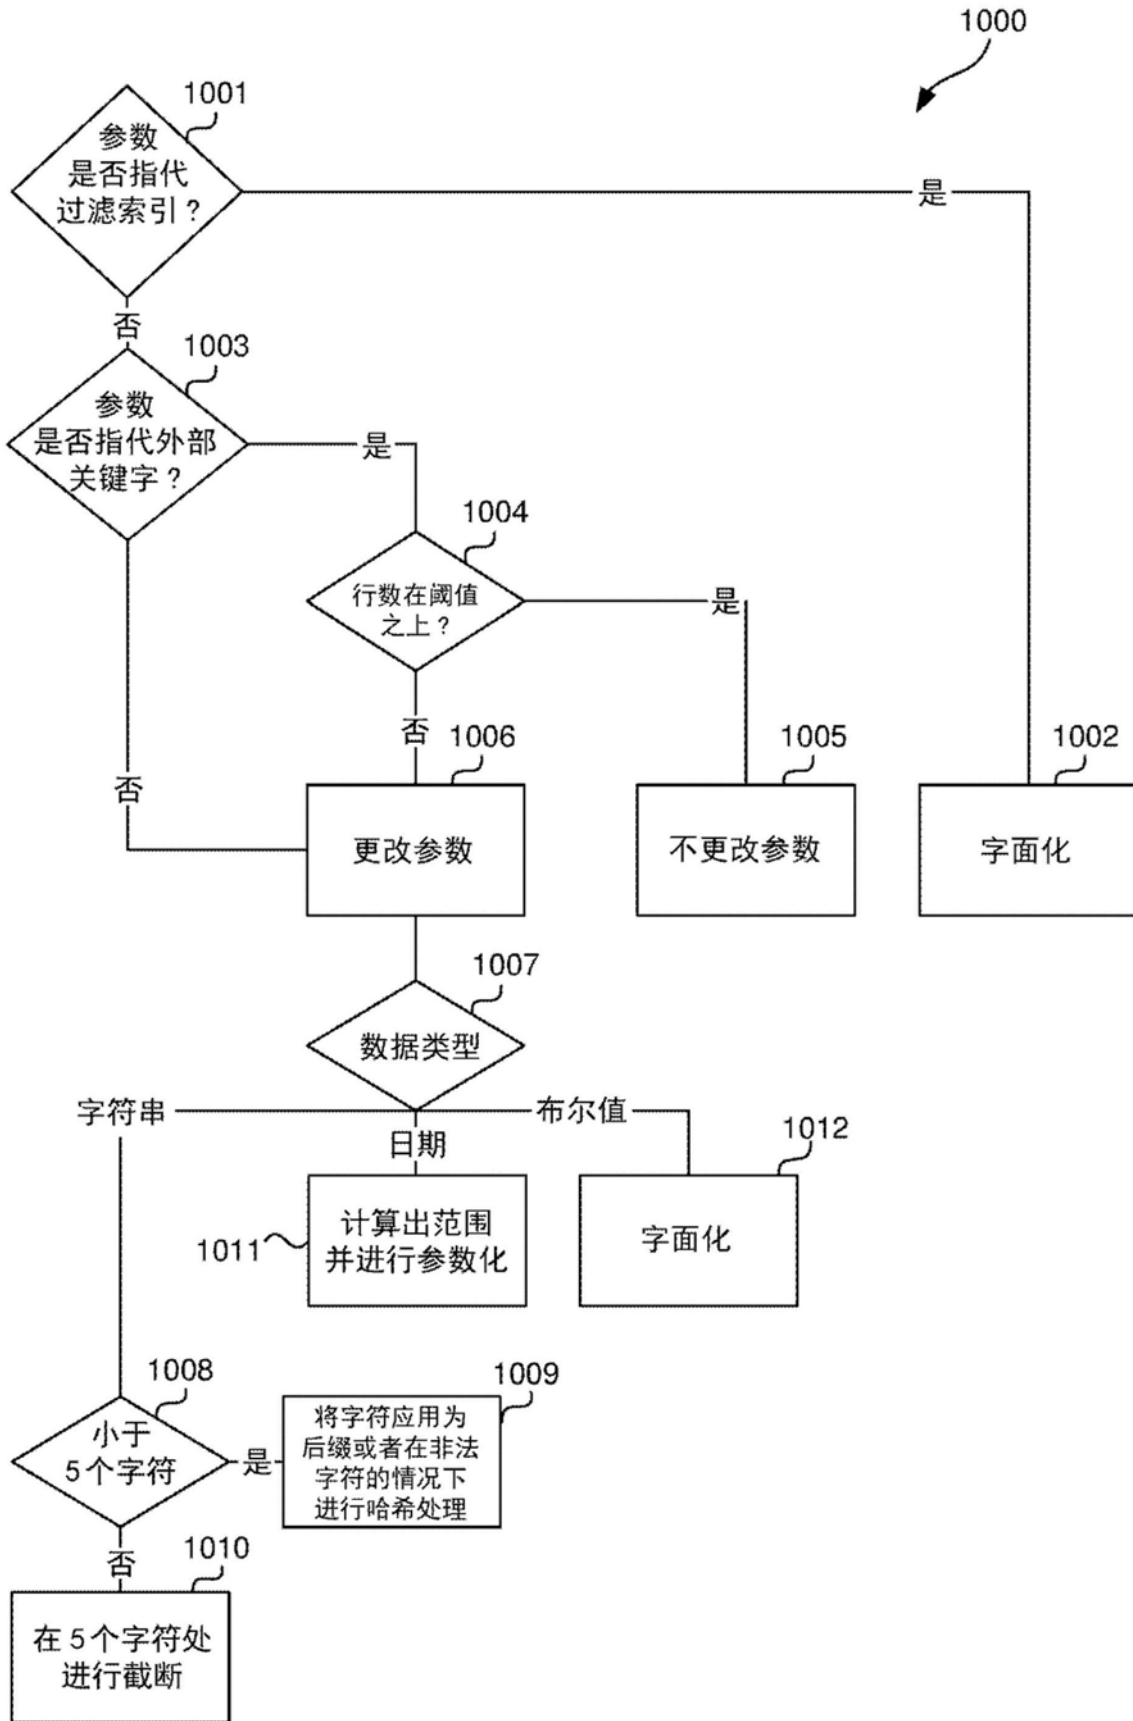 1000
1001
参数
是否指代
过滤索引？
是
否
1003
参数
是否指代外部
关键字？
是
1004
行数在阈值
之上？
是
否
1006
1005
1002
否
更改参数
不更改参数
字面化
1007
数据类型
字符串
布尔值
日期
1012
1011
计算出范围
并进行参数化
字面化
1008
1009
小于
5个字符
是
将字符应用为
后缀或者在非法
字符的情况下
进行哈希处理
否
1010
在5个字符处
进行截断